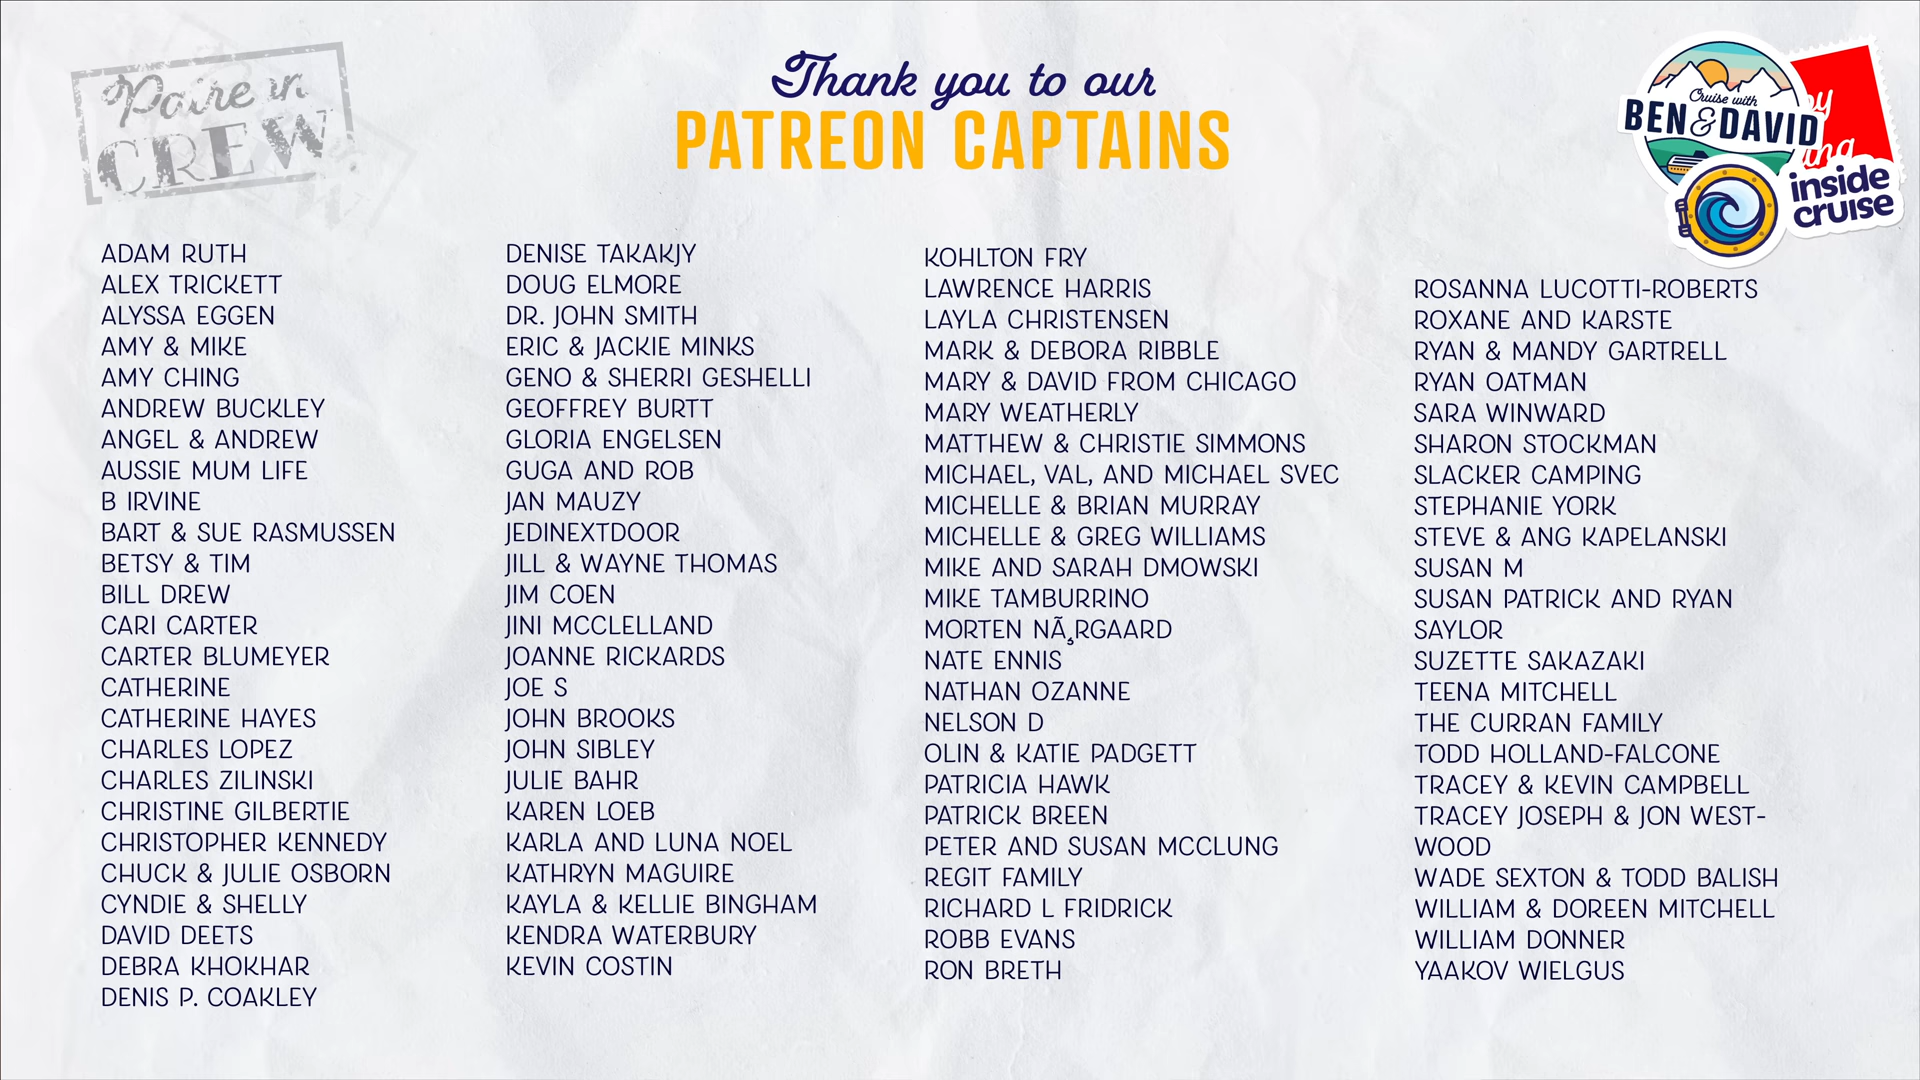 Paire in
CREW
Thank you to our
PATREON CAPTAINS
Cruise with
BEN & DAVID
inside
cruise
ADAM RUTH
ALEX TRICKETT
ALYSSA EGGEN
AMY & MIKE
AMY CHING
ANDREW BUCKLEY
ANGEL & ANDREW
AUSSIE MUM LIFE
B IRVINE
BART & SUE RASMUSSEN
BETSY & TIM
BILL DREW
CARI CARTER
CARTER BLUMEYER
CATHERINE
CATHERINE HAYES
CHARLES LOPEZ
CHARLES ZILINSKI
CHRISTINE GILBERTIE
CHRISTOPHER KENNEDY
CHUCK & JULIE OSBORN
CYNDIE & SHELLY
DAVID DEETS
DEBRA KHOKHAR
DENIS P. COAKLEY
DENISE TAKAKJY
DOUG ELMORE
DR. JOHN SMITH
ERIC & JACKIE MINKS
GENO & SHERRI GESHELLI
GEOFFREY BURTT
GLORIA ENGELSEN
GUGA AND ROB
JAN MAUZY
JEDINEXTDOOR
JILL & WAYNE THOMAS
JIM COEN
JINI MCCLELLAND
JOANNE RICKARDS
JOE S
JOHN BROOKS
JOHN SIBLEY
JULIE BAHR
KAREN LOEB
KARLA AND LUNA NOEL
KATHRYN MAGUIRE
KAYLA & KELLIE BINGHAM
KENDRA WATERBURY
KEVIN COSTIN
KOHLTON FRY
LAWRENCE HARRIS
LAYLA CHRISTENSEN
MARK & DEBORA RIBBLE
MARY & DAVID FROM CHICAGO
MARY WEATHERLY
MATTHEW & CHRISTIE SIMMONS
MICHAEL, VAL, AND MICHAEL SVEC
MICHELLE & BRIAN MURRAY
MICHELLE & GREG WILLIAMS
MIKE AND SARAH DMOWSKI
MIKE TAMBURRINO
MORTEN NÃ¸RGAARD
NATE ENNIS
NATHAN OZANNE
NELSON D
OLIN & KATIE PADGETT
PATRICIA HAWK
PATRICK BREEN
PETER AND SUSAN MCCLUNG
REGIT FAMILY
RICHARD L FRIDRICK
ROBB EVANS
RON BRETH
ROSANNA LUCOTTI-ROBERTS
ROXANE AND KARSTE
RYAN & MANDY GARTRELL
RYAN OATMAN
SARA WINWARD
SHARON STOCKMAN
SLACKER CAMPING
STEPHANIE YORK
STEVE & ANG KAPELANSKI
SUSAN M
SUSAN PATRICK AND RYAN
SAYLOR
SUZETTE SAKAZAKI
TEENA MITCHELL
THE CURRAN FAMILY
TODD HOLLAND-FALCONE
TRACEY & KEVIN CAMPBELL
TRACEY JOSEPH & JON WEST-
WOOD
WADE SEXTON & TODD BALISH
WILLIAM & DOREEN MITCHELL
WILLIAM DONNER
YAAKOV WIELGUS